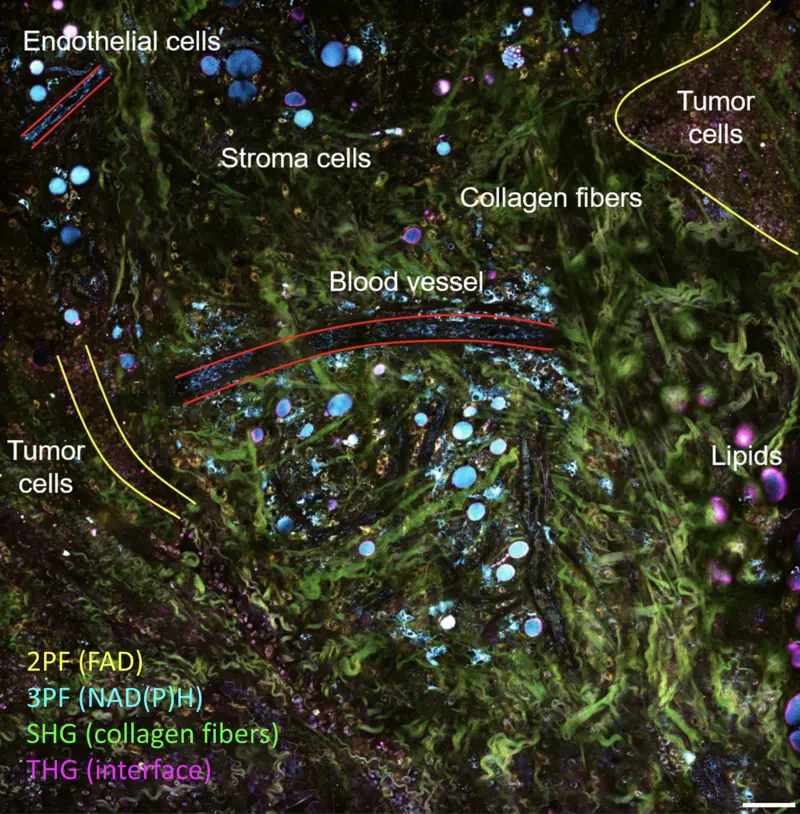 Endothelial cells
Tumor
cells
Stroma cells
Collagen fibers
Blood vessel
Tumor
cells
Lipids
2PF (FAD)
3PF (NAD(P)H)
SHG (collagen fibers)
THG (interface)